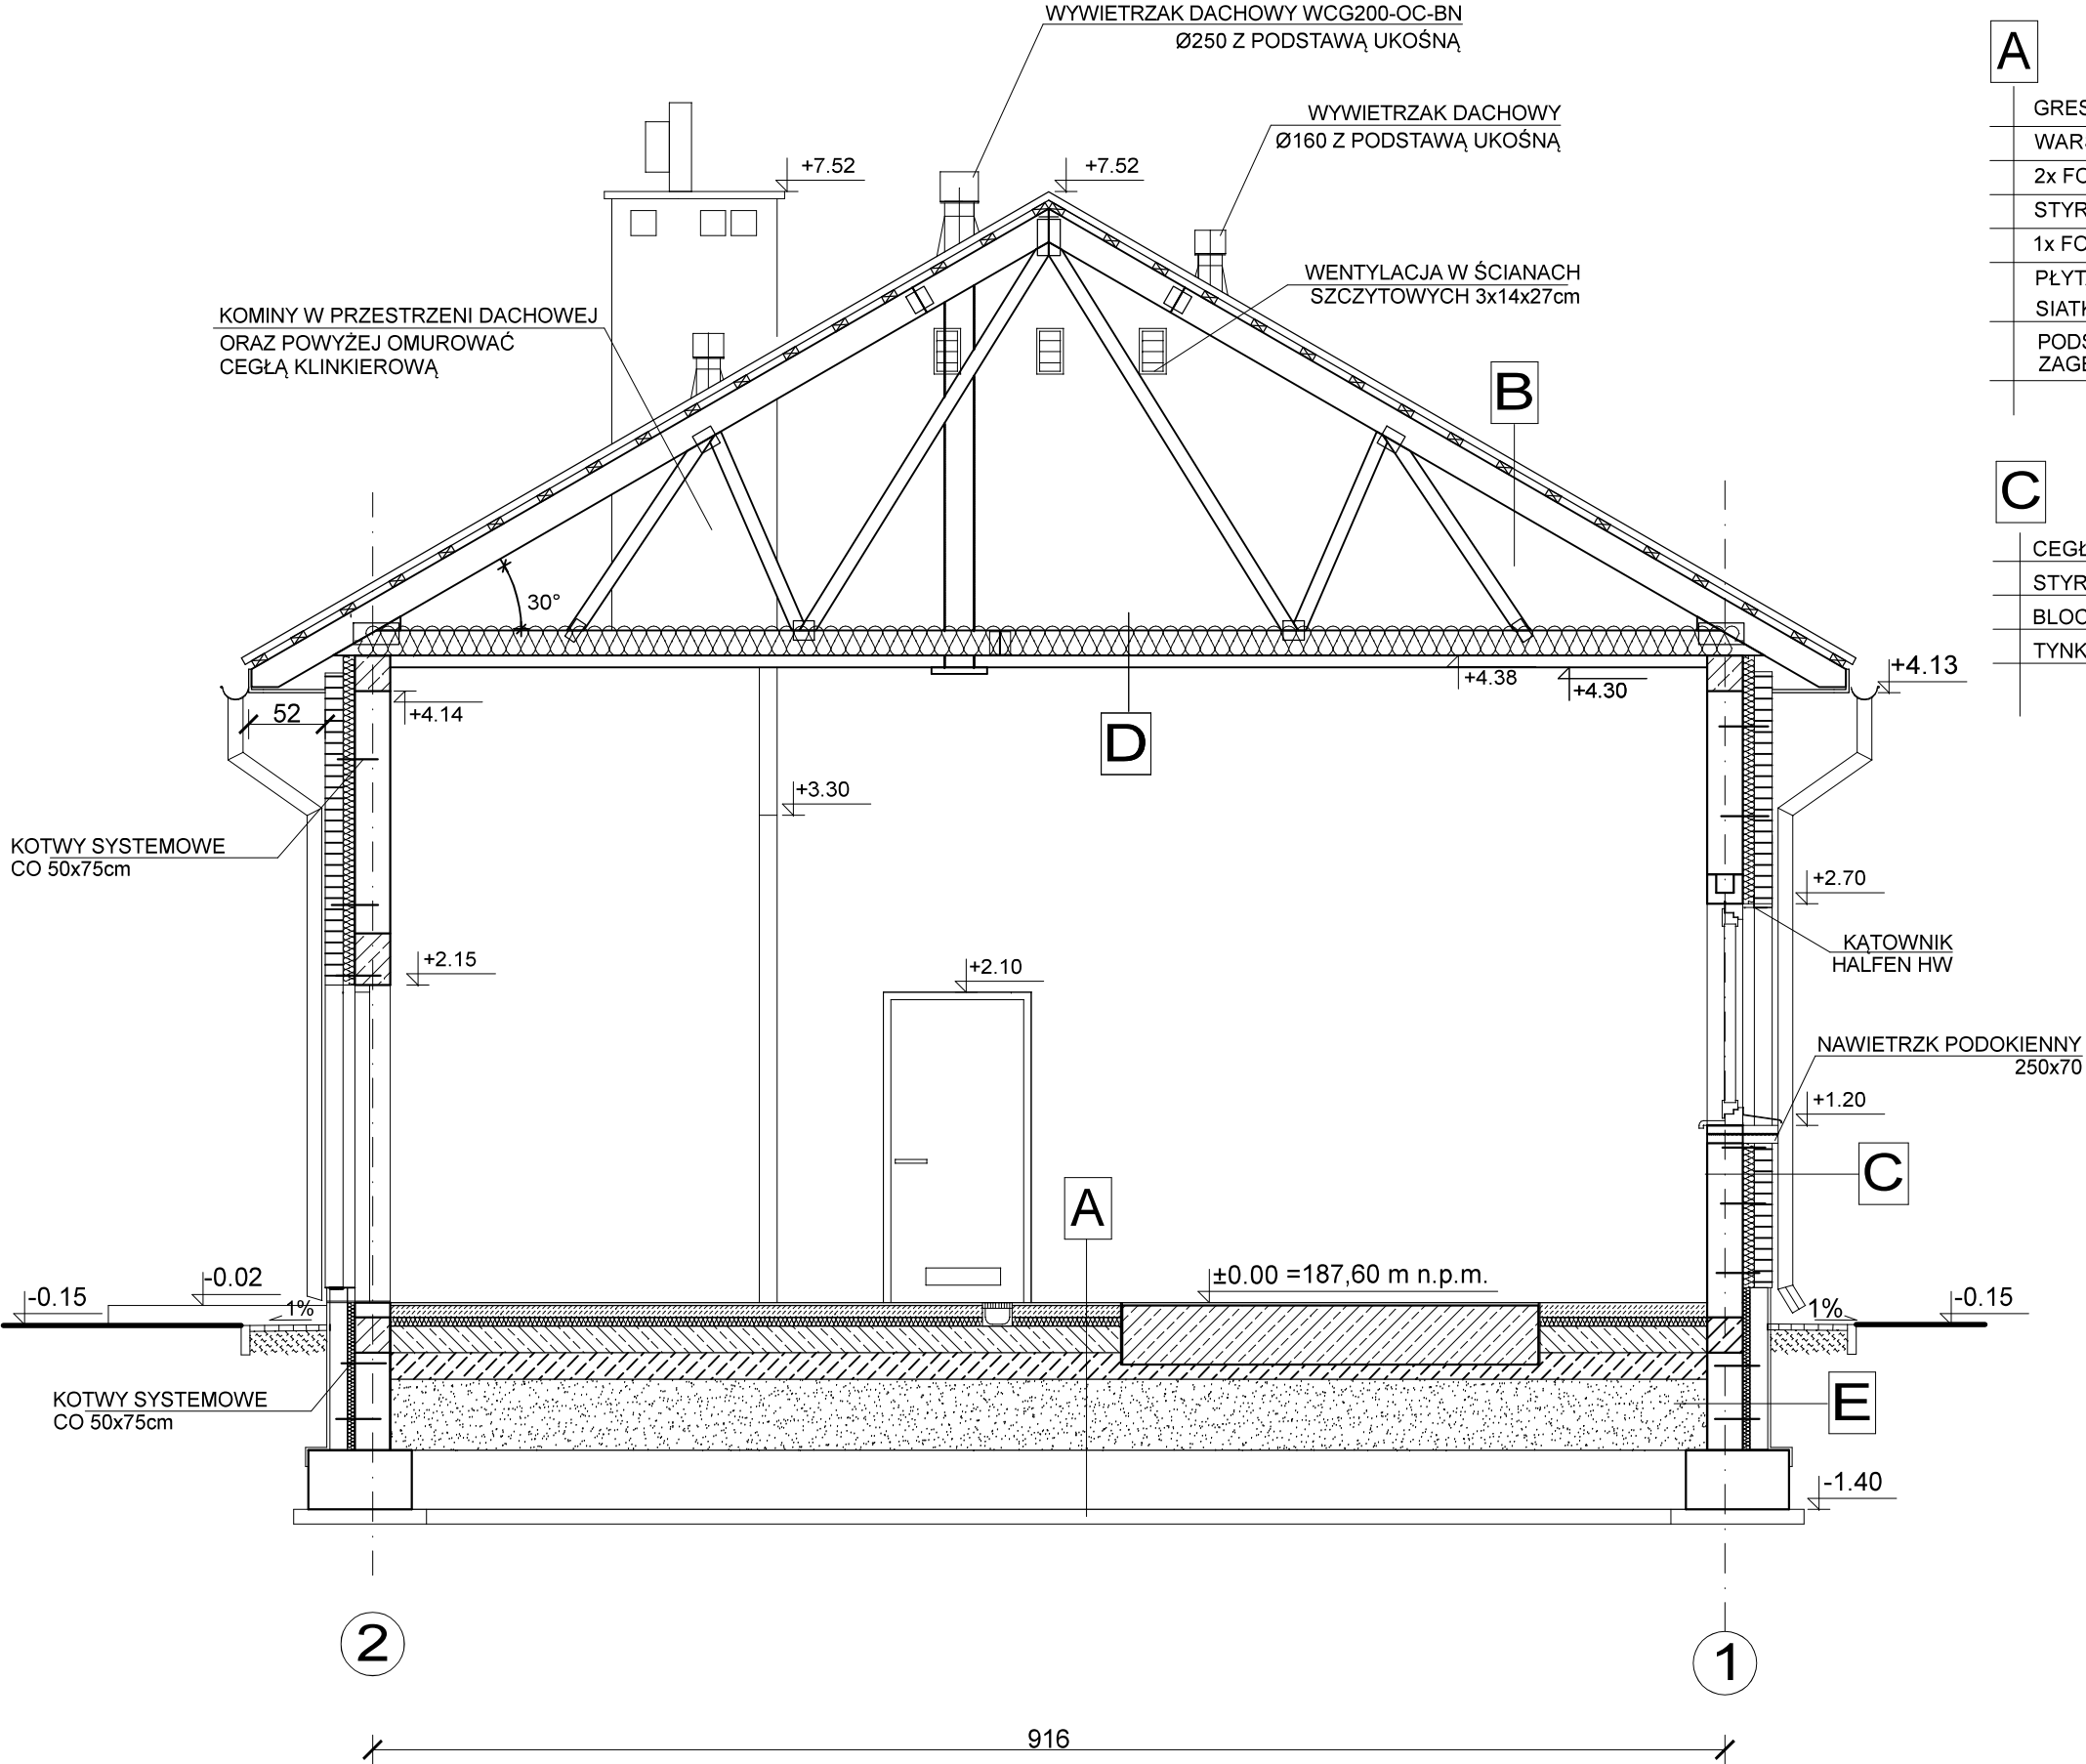 WYWIETRZAK DACHOWY WCG200-OC-BN
Ø250 Z PODSTAWĄ UKOŚNĄ
WYWIETRZAK DACHOWY
Ø160 Z PODSTAWĄ UKOŚNĄ
+7.52
+7.52
WENTYLACJA W ŚCIANACH
SZCZYTOWYCH 3x14x27cm
KOMINY W PRZESTRZENI DACHOWEJ
ORAZ POWYŻEJ OMUROWAĆ
CEGŁĄ KLINKIEROWĄ
B
30°
+4.38
+4.30
+4.13
52
+4.14
D
+3.30
KOTWY SYSTEMOWE
CO 50x75cm
+2.70
KĄTOWNIK
HALFEN HW
+2.15
+2.10
NAWIETRZK PODOKIENNY
250x70
+1.20
C
A
±0.00 =187,60 m n.p.m.
-0.15
-0.02
1%
1%
-0.15
KOTWY SYSTEMOWE
CO 50x75cm
E
-1.40
2
1
916
A
GRES
2x
1x
C
TYNK